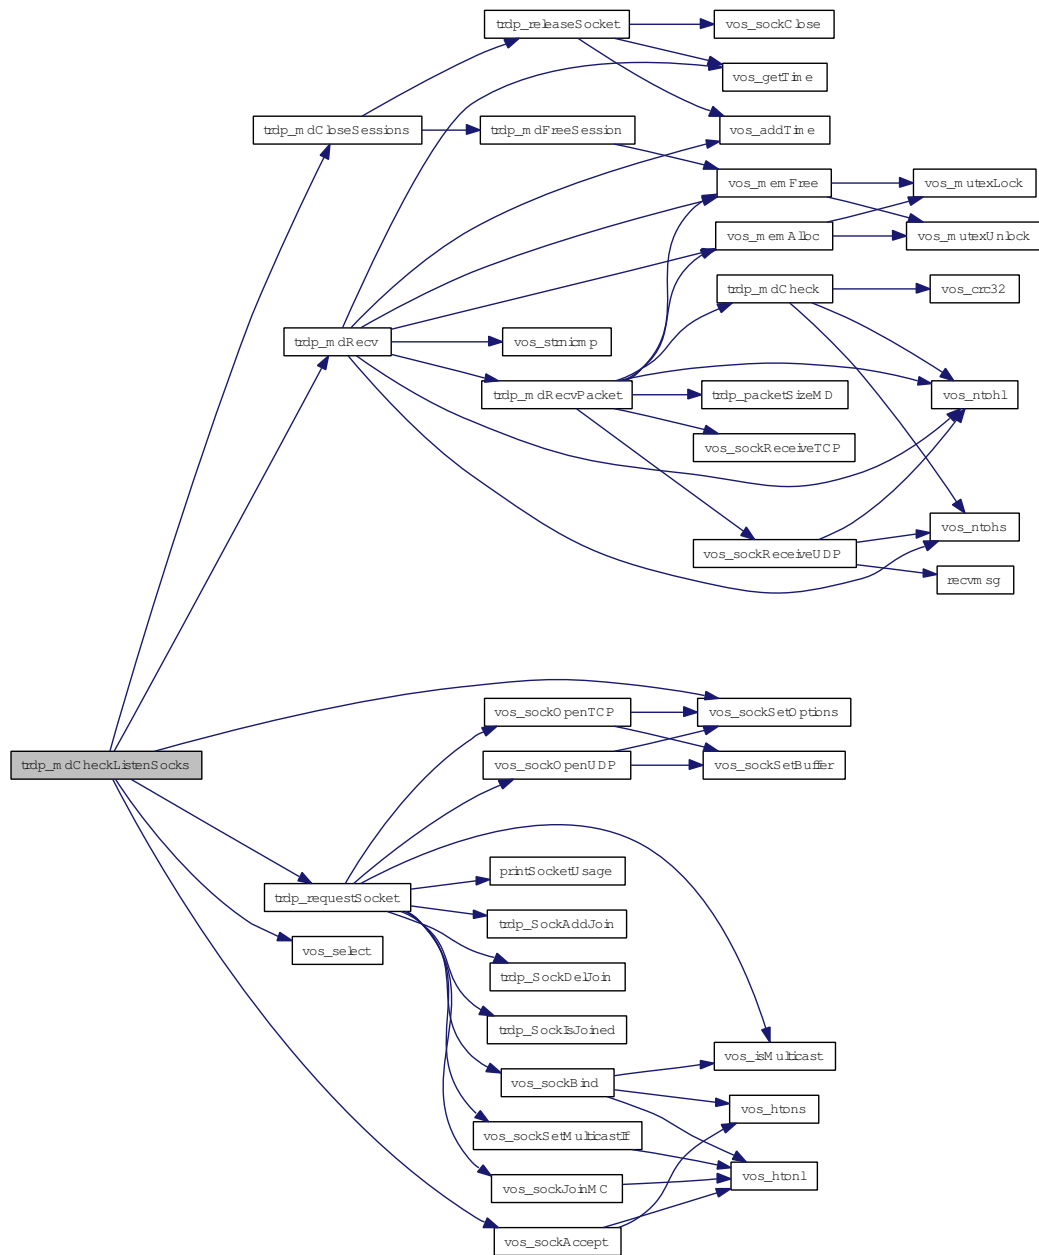 trdp_releaseSocket
vos_sockClose
vos_getTime
trdp_mdCloseSessions
trdp_mdFreeSession
vos_addTime
vos_memFree
vos_mutexLock
vos_memAlloc
vos_mutexUnlock
trdp_mdCheck
vos_crc32
trdp_mdRecv
vos_strnicmp
trdp_mdRecvPacket
trdp_packetSizeMD
vos_ntohl
vos_sockReceiveTCP
vos_ntohs
vos_sockReceiveUDP
recvmsg
vos_sockOpenTCP
vos_sockSetOptions
trdp_mdCheckListenSocks
vos_sockOpenUDP
vos_sockSetBuffer
printSocketUsage
trdp_requestSocket
trdp_SockAddJoin
vos_select
trdp_SockDelJoin
trdp_SockIsJoined
vos_isMulticast
vos_sockBind
vos_htons
vos_sockSetMulticastIf
vos_htonl
vos_sockJoinMC
vos_sockAccept